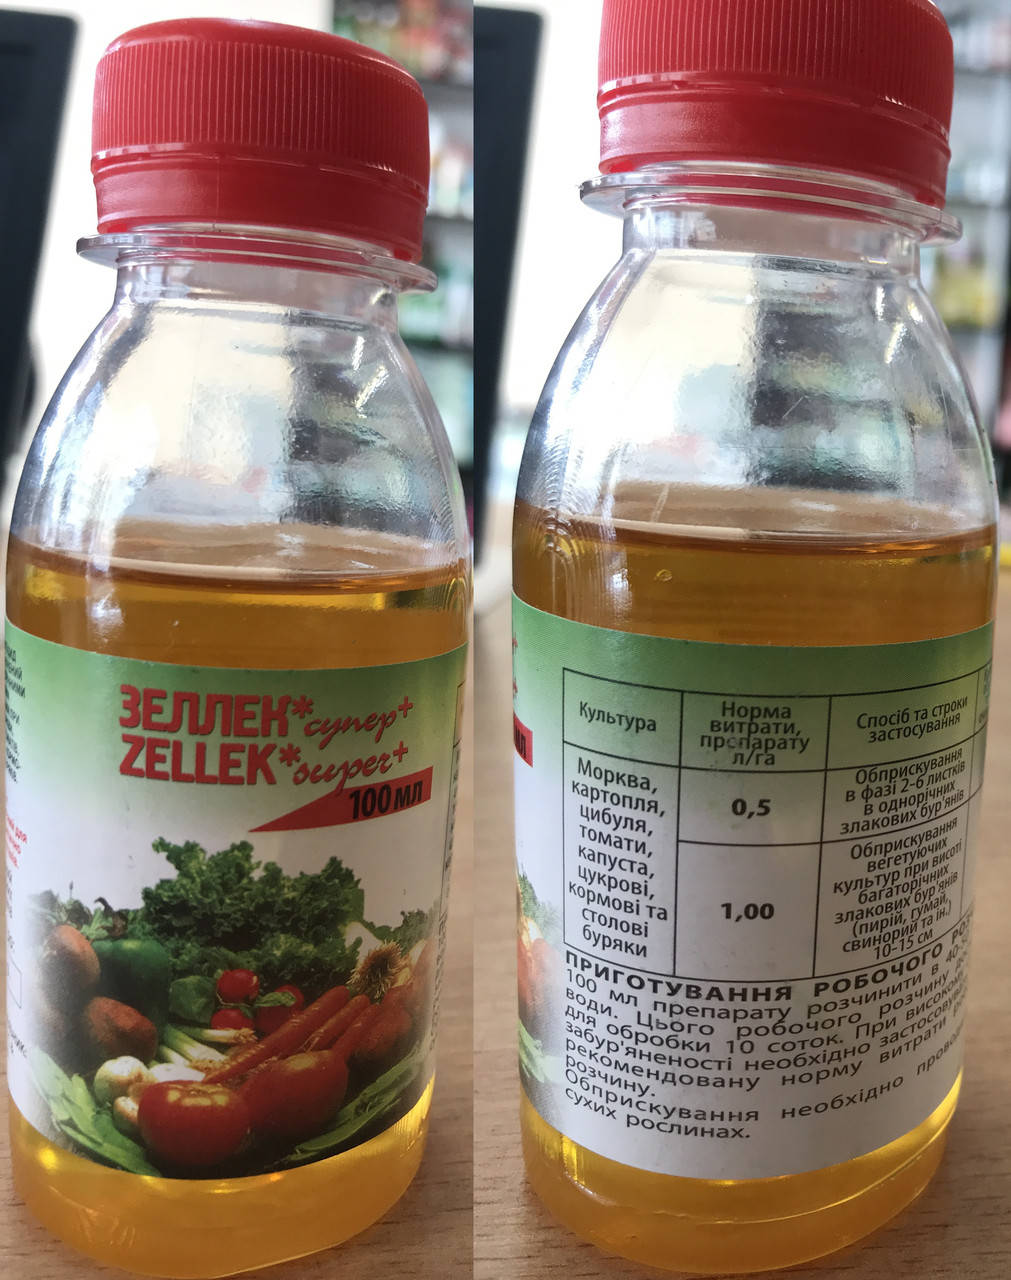 ЗЕЛЛЕК*супер+
ZELLEK*super+
100 мл
Культура
Норма
витрати,
препарату
л/га
Спосіб та строки
застосування
Морква,
картопля,
цибуля,
томати,
капуста,
цукрові,
кормові та
столові
буряки
0,5
Обприскування
в фазі 2-6 листків
в однорічних
злакових бур'янів
1,00
Обприскування
вегетуючих
культур при висоті
багаторічних
злакових бур'янів
(пирій, гумай,
свинорий та ін.)
10-15 см
ПРИГОТУВАННЯ РОБОЧОГО
100 мл препарату розчинити в
води. Цього робочого розчину
для обробки 10 соток. При високому
забур'яненості необхідно
рекомендовану норму витрати
розчину.
Обприскування необхідно
сухих рослинах.